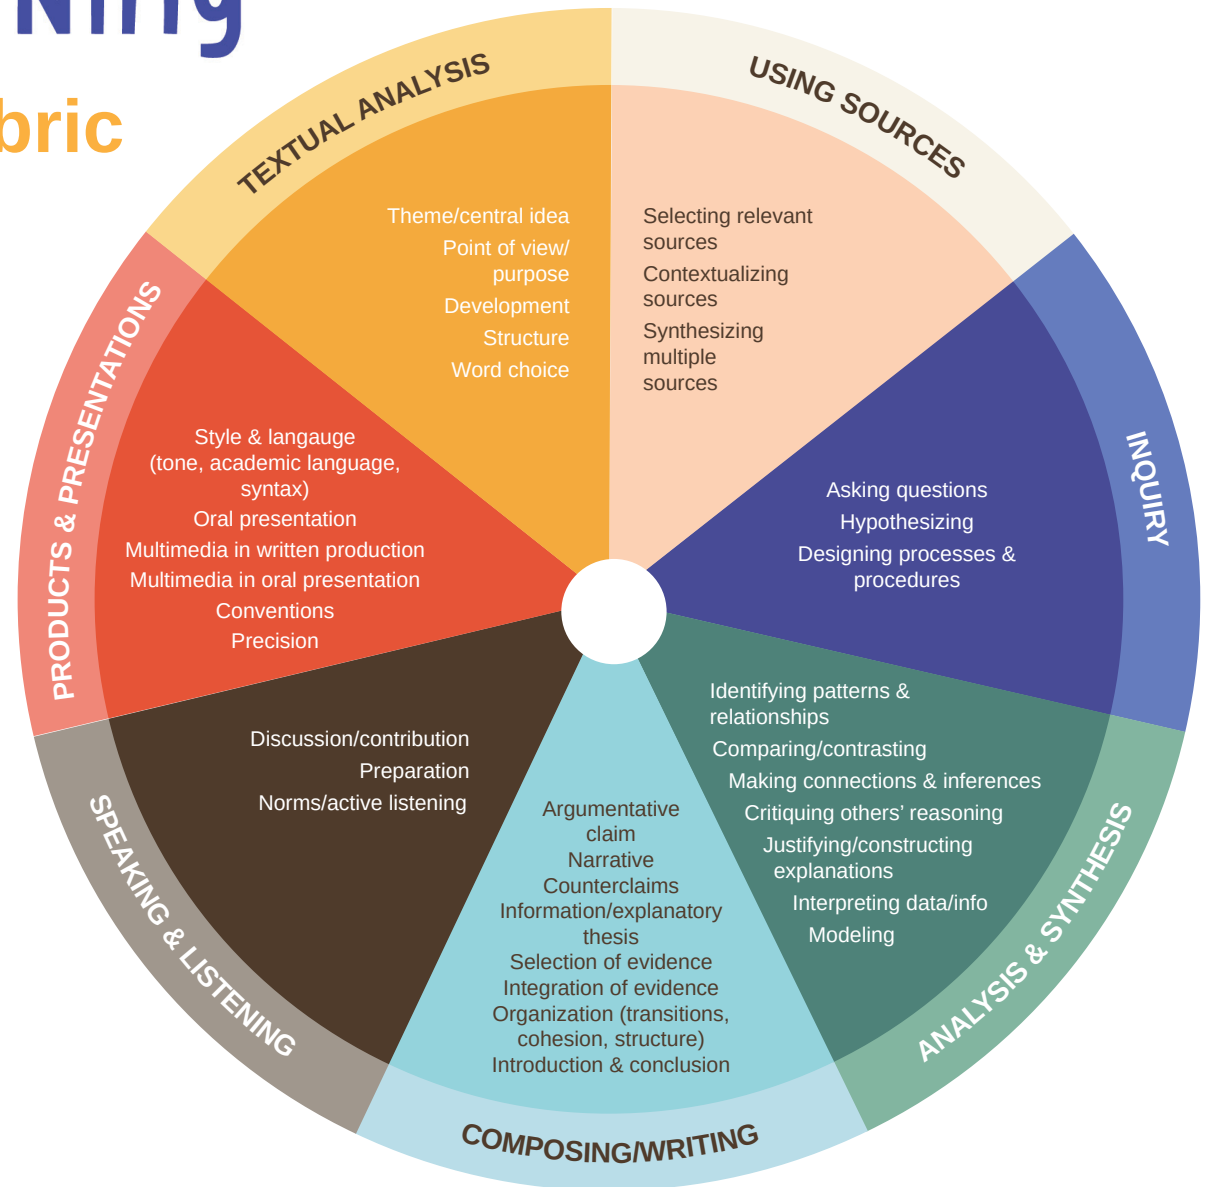 bric
TEXTUAL ANALYSIS
Theme/central idea
Point of view/
purpose
Development
Structure
Word choice
USING SOURCES
Selecting relevant
sources
Contextualizing
sources
Synthesizing
multiple
sources
INQUIRY
Asking questions
Hypothesizing
Designing processes &
procedures
ANALYSIS & SYNTHESIS
Identifying patterns &
relationships
Comparing/contrasting
Making connections & inferences
Critiquing others’ reasoning
Justifying/constructing
explanations
Interpreting data/info
Modeling
COMPOSING/WRITING
Argumentative
claim
Narrative
Counterclaims
Information/explanatory
thesis
Selection of evidence
Integration of evidence
Organization (transitions,
cohesion, structure)
Introduction & conclusion
SPEAKING & LISTENING
Discussion/contribution
Preparation
Norms/active listening
PRODUCTS & PRESENTATIONS
Style & langauge
(tone, academic language,
syntax)
Oral presentation
Multimedia in written production
Multimedia in oral presentation
Conventions
Precision